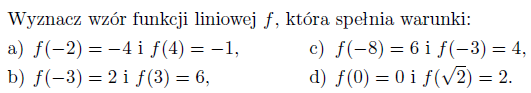 Wyznacz wzór funkcji liniowej f, która spełnia warunki:
a) f(−2) = −4 i f(4) = −1, c) f(−8) = 6 i f(−3) = 4,
b) f(−3) = 2 i f(3) = 6, d) f(0) = 0 i f(√2) = 2.